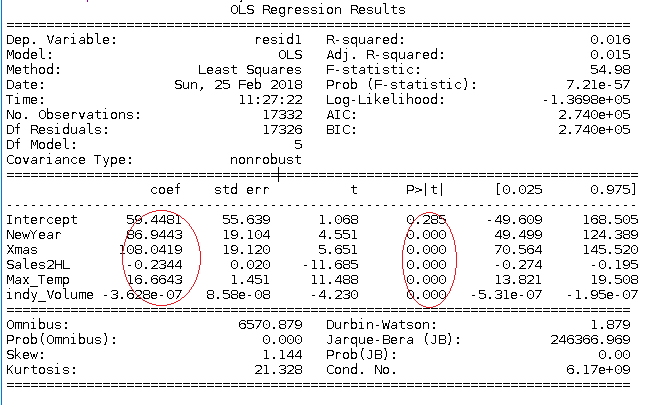 OLS Regression Results
Dep. Variable: resid1 R-squared: 0.016
Model: OLS Adj. R-squared: 0.015
Method: Least Squares F-statistic: 54.98
Date: Sun, 25 Feb 2018 Prob (F-statistic): 7.21e-57
Time: 11:27:22 Log-Likelihood: -1.3698e+05
No. Observations: 17332 AIC: 2.740e+05
Df Residuals: 17326 BIC: 2.740e+05
Df Model: 5
Covariance Type: nonrobust
coef std err t P>|t| [0.025 0.975]
Intercept 59.4481 55.639 1.068 0.285 -49.609 168.505
NewYear 86.9443 19.104 4.551 0.000 49.499 124.389
Xmas 108.0419 19.120 5.651 0.000 70.564 145.520
Sales2HL -0.2344 0.020 -11.685 0.000 -0.274 -0.195
Max_Temp 16.6643 1.451 11.488 0.000 13.821 19.508
indy_Volume -3.628e-07 8.58e-08 -4.230 0.000 -5.31e-07 -1.95e-07
Omnibus: 6570.879 Durbin-Watson: 1.879
Prob(Omnibus): 0.000 Jarque-Bera (JB): 246366.969
Skew: 1.144 Prob(JB): 0.00
Kurtosis: 21.328 Cond. No. 6.17e+09